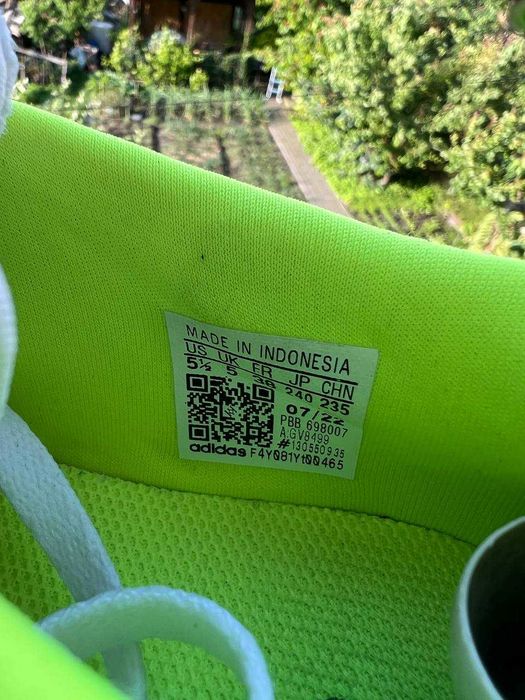 MADE IN INDONESIA
US UK FR JP CHN
5½ 5 38 240 235
07/22
PBB 698007
A.GV8499
#130550935
adidas F4Y081Yt00465